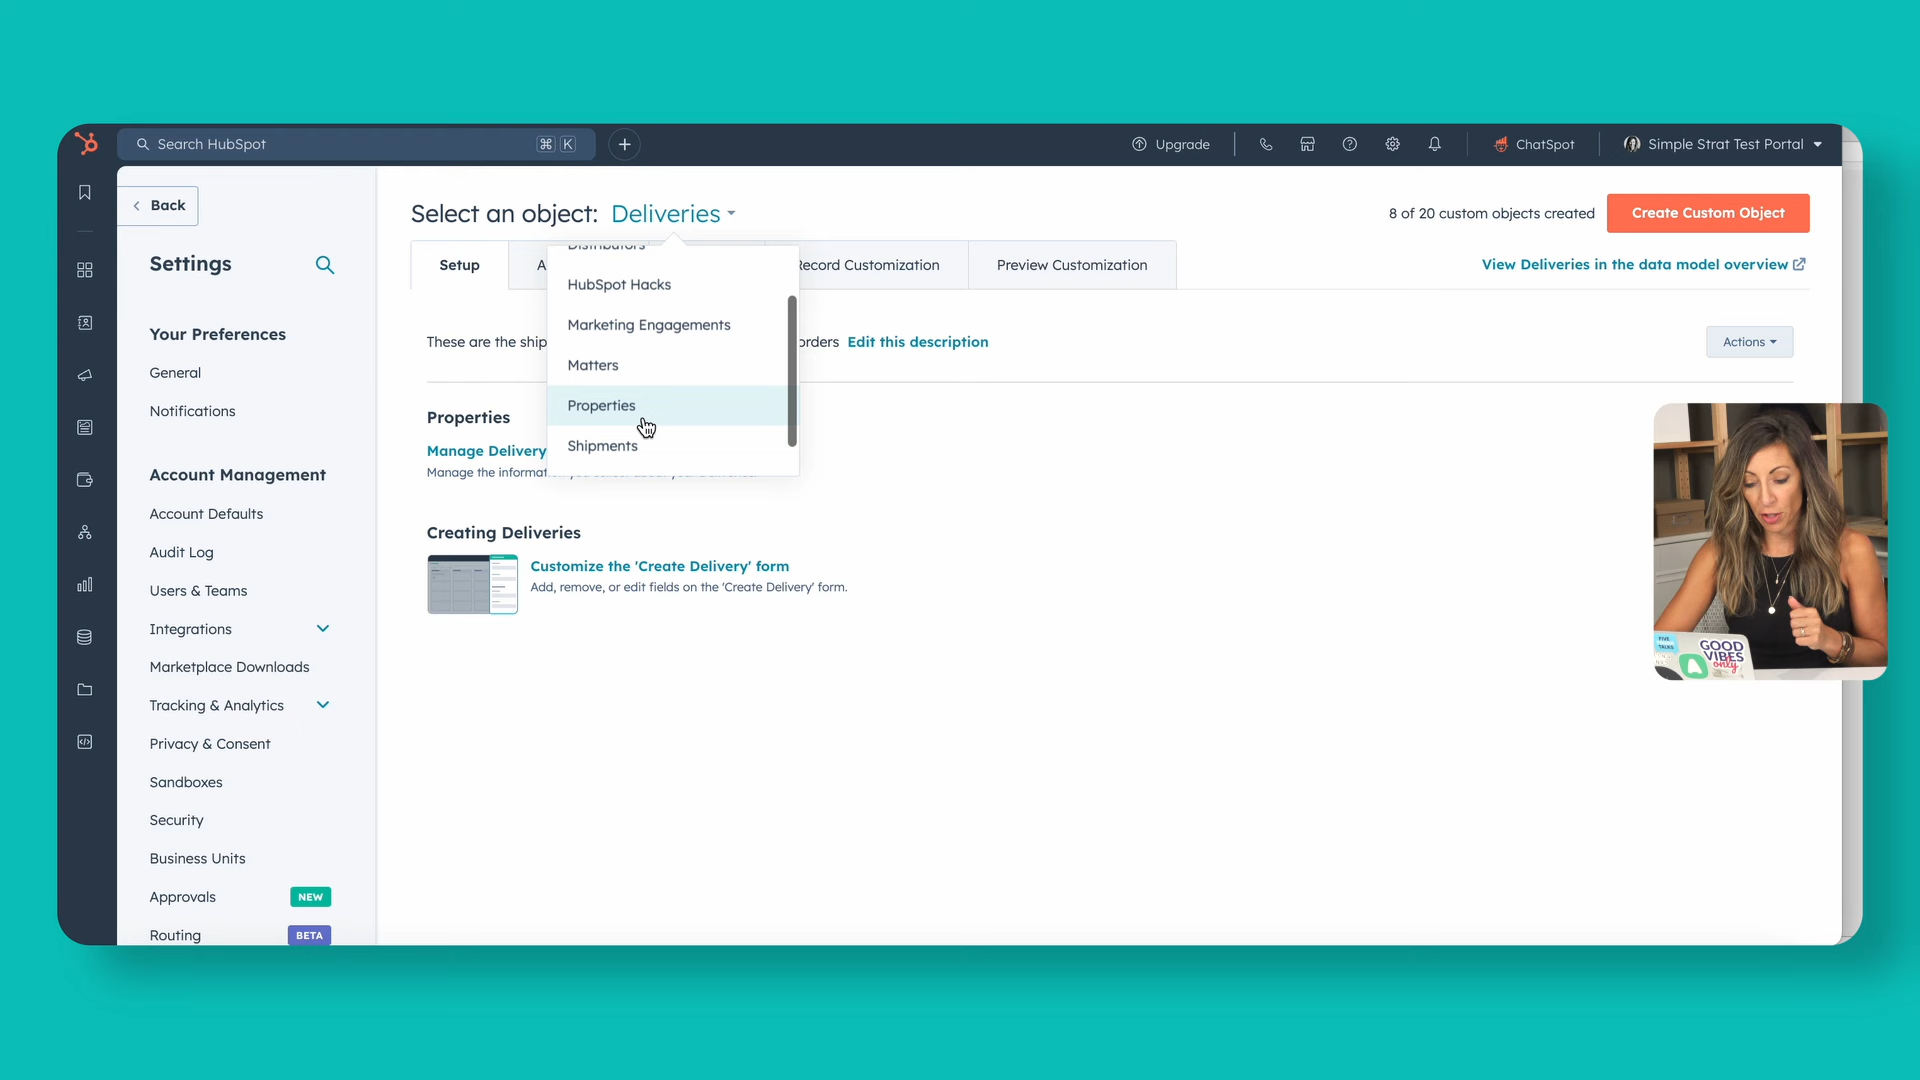 Search HubSpot
⌘ K
Upgrade
ChatSpot
Simple Strat Test Portal
Back
Settings
Your Preferences
General
Notifications
Account Management
Account Defaults
Audit Log
Users & Teams
Integrations
Marketplace Downloads
Tracking & Analytics
Privacy & Consent
Sandboxes
Security
Business Units
Approvals NEW
Routing BETA
Select an object: Deliveries
8 of 20 custom objects created
Create Custom Object
Setup
A
Record Customization
Preview Customization
View Deliveries in the data model overview
Distributors
HubSpot Hacks
Marketing Engagements
Matters
Properties
Shipments
These are the ship
orders Edit this description
Actions
Properties
Manage Delivery
Manage the informat
Creating Deliveries
Customize the 'Create Delivery' form
Add, remove, or edit fields on the 'Create Delivery' form.
FIVE
TALKS
GOOD
VIBES
only